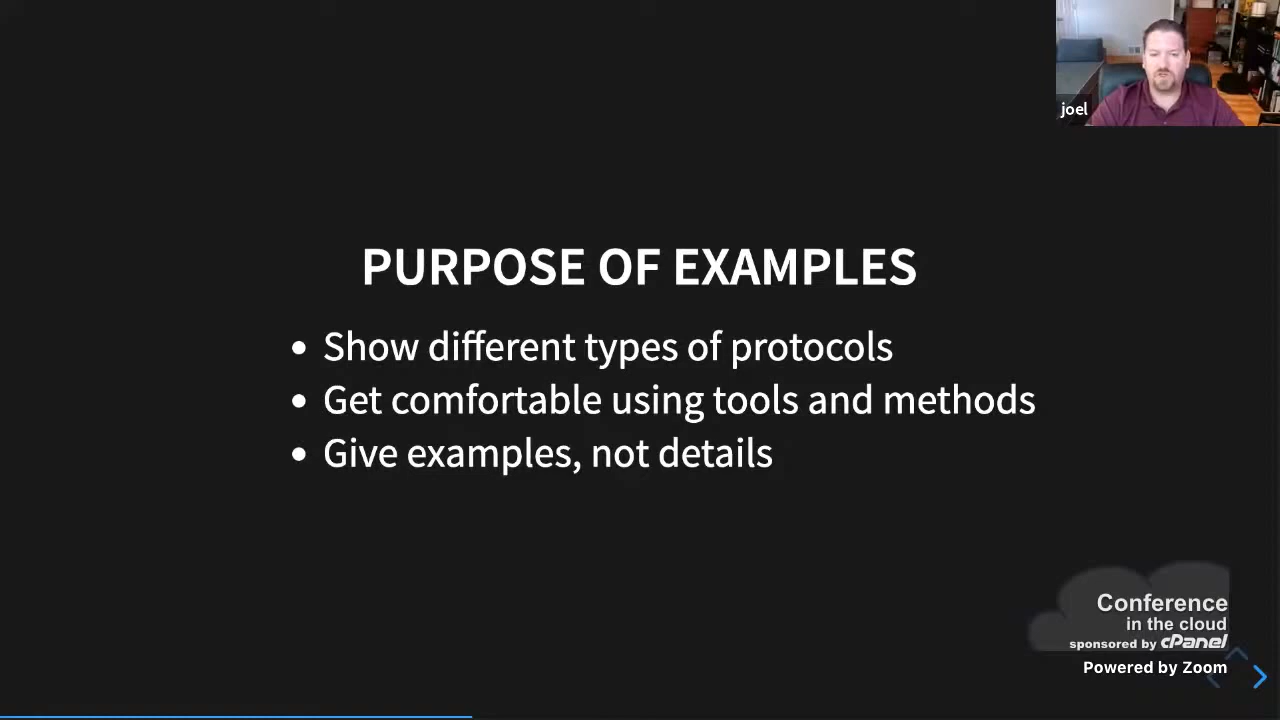 joel
PURPOSE OF EXAMPLES
• Show different types of protocols
• Get comfortable using tools and methods
• Give examples, not details
Conference
in the cloud
sponsored by cPanel
Powered by Zoom